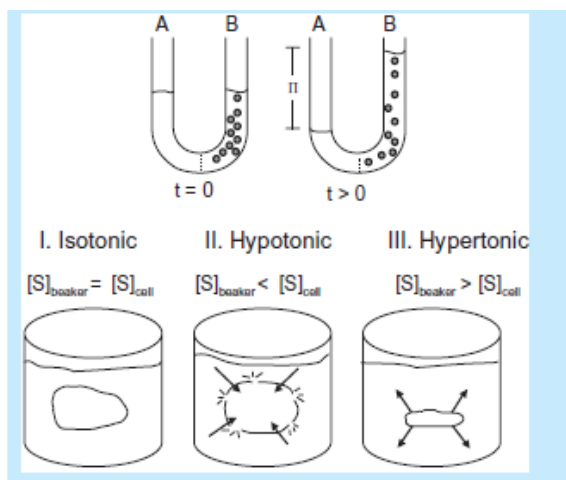 A B A B
π
t = 0 t > 0
I. Isotonic II. Hypotonic III. Hypertonic
[S]beaker = [S]cell [S]beaker < [S]cell [S]beaker > [S]cell